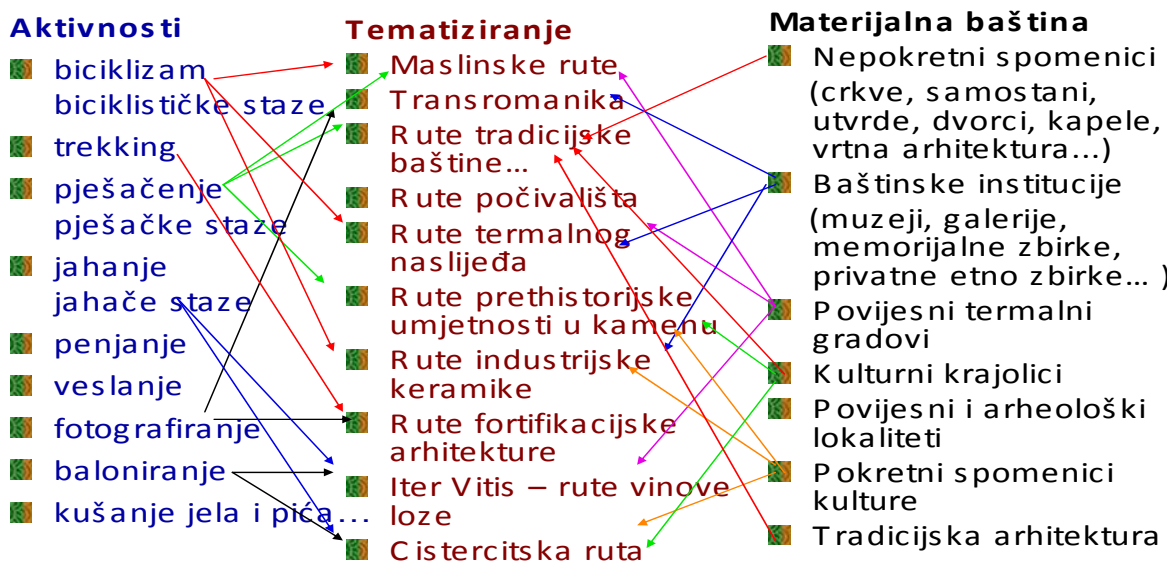 Aktivnosti
biciklizam
biciklističke staze
trekking
pješačenje
pješačke staze
jahanje
jahače staze
penjanje
veslanje
fotografiranje
baloniranje
kušanje jela i pića…
Tematiziranje
Maslinske rute
Transromanika
Rute tradicijske
baštine…
Rute počivališta
Rute termalnog
naslijeđa
Rute prethistorijske
umjetnosti u kamenu
Rute industrijske
keramike
Rute fortifikacijske
arhitekture
Iter Vitis – rute vinove
loze
Cistercitska ruta
Materijalna baština
Nepokretni spomenici
(crkve, samostani,
utvrde, dvorci, kapele,
vrtna arhitektura…)
Baštinske institucije
(muzeji, galerije,
memorijalne zbirke,
privatne etno zbirke… )
Povijesni termalni
gradovi
Kulturni krajolici
Povijesni i arheološki
lokaliteti
Pokretni spomenici
kulture
Tradicijska arhitektura